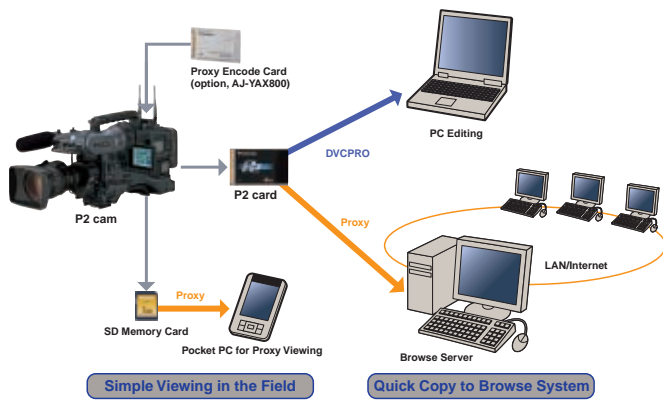 Proxy Encode Card
(option, AJ-YAX800)
PC Editing
DVCPRO
P2 card
P2 cam
Proxy
LAN/Internet
Proxy
SD Memory Card
Pocket PC for Proxy Viewing
Browse Server
Simple Viewing in the Field
Quick Copy to Browse System